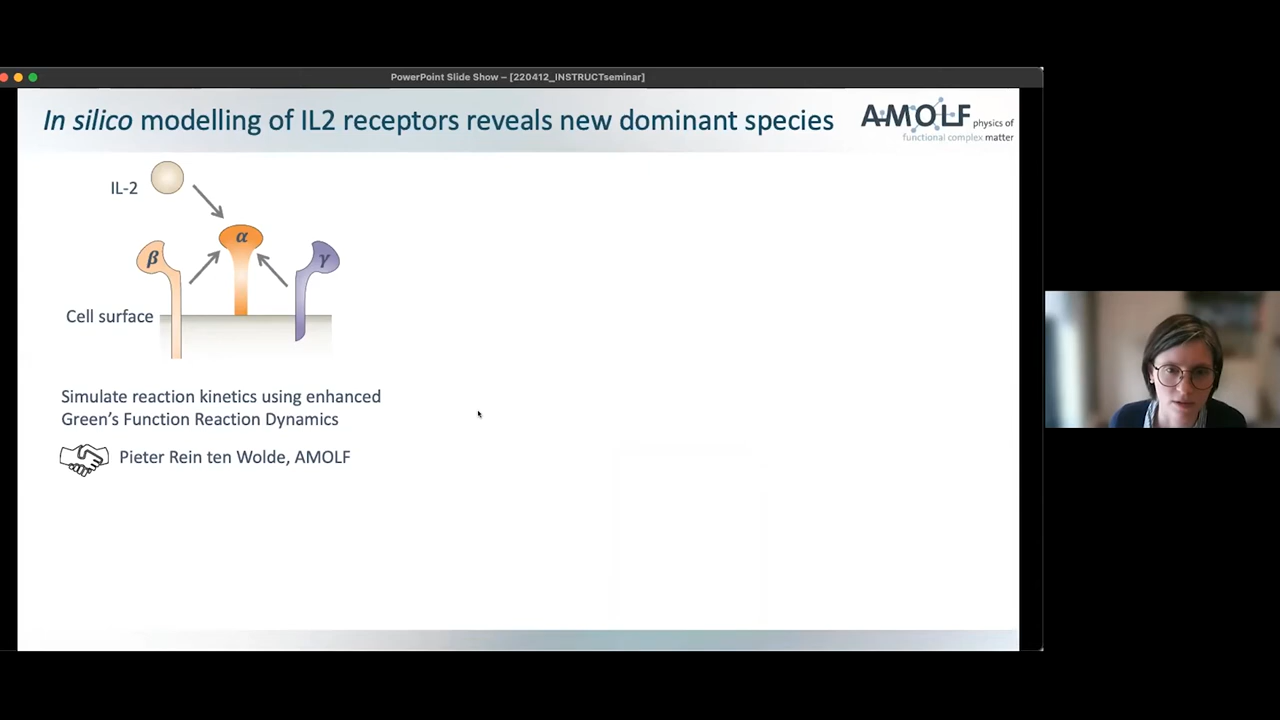 PowerPoint Slide Show – [220412_INSTRUCTseminar]
In silico modelling of IL2 receptors reveals new dominant species
AMOLF physics of
functional complex matter
IL-2
α
β
γ
Cell surface
Simulate reaction kinetics using enhanced
Green's Function Reaction Dynamics
Pieter Rein ten Wolde, AMOLF